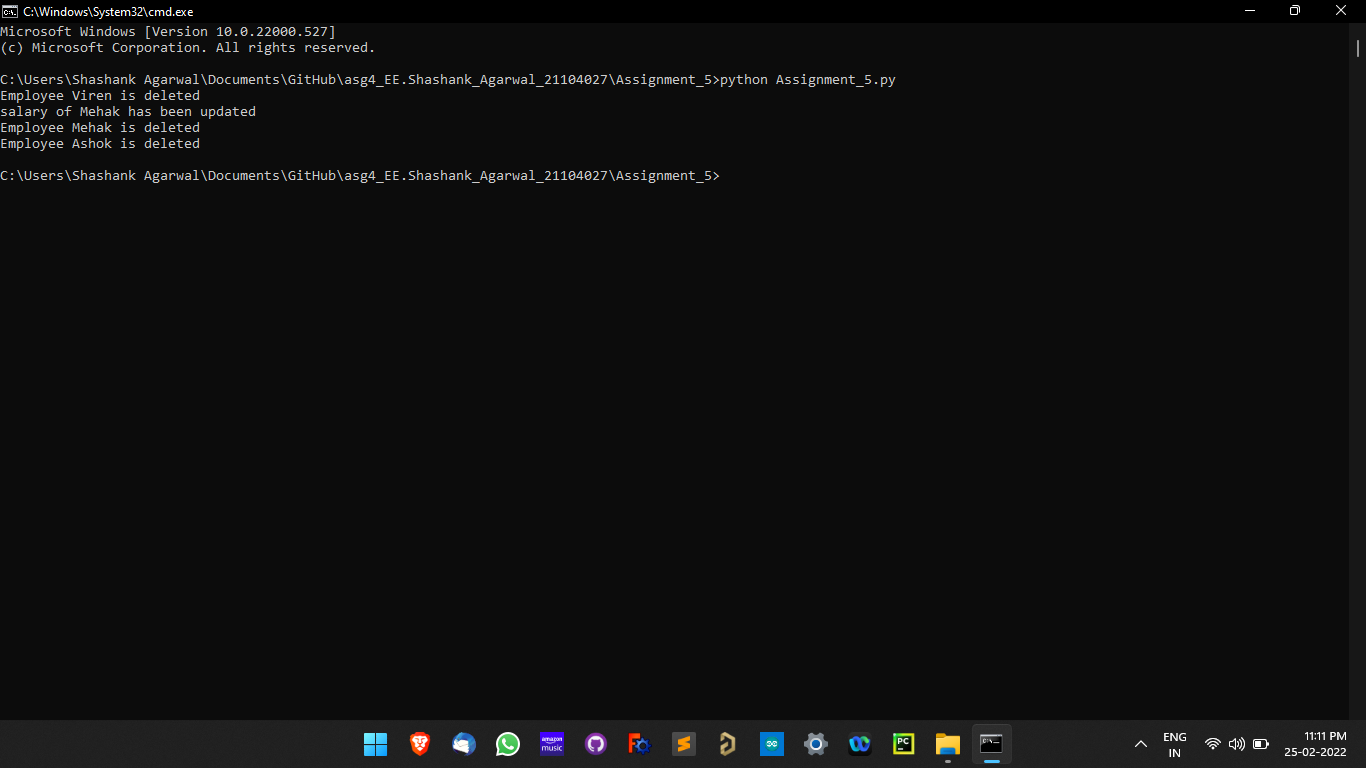 C:\Windows\System32\cmd.exe
Microsoft Windows [Version 10.0.22000.527]
(c) Microsoft Corporation. All rights reserved.
C:\Users\Shashank Agarwal\Documents\GitHub\asg4_EE.Shashank_Agarwal_21104027\Assignment_5>python Assignment_5.py
Employee Viren is deleted
salary of Mehak has been updated
Employee Mehak is deleted
Employee Ashok is deleted
C:\Users\Shashank Agarwal\Documents\GitHub\asg4_EE.Shashank_Agarwal_21104027\Assignment_5>
amazon
music
PC
ENG
IN
11:11 PM
25-02-2022